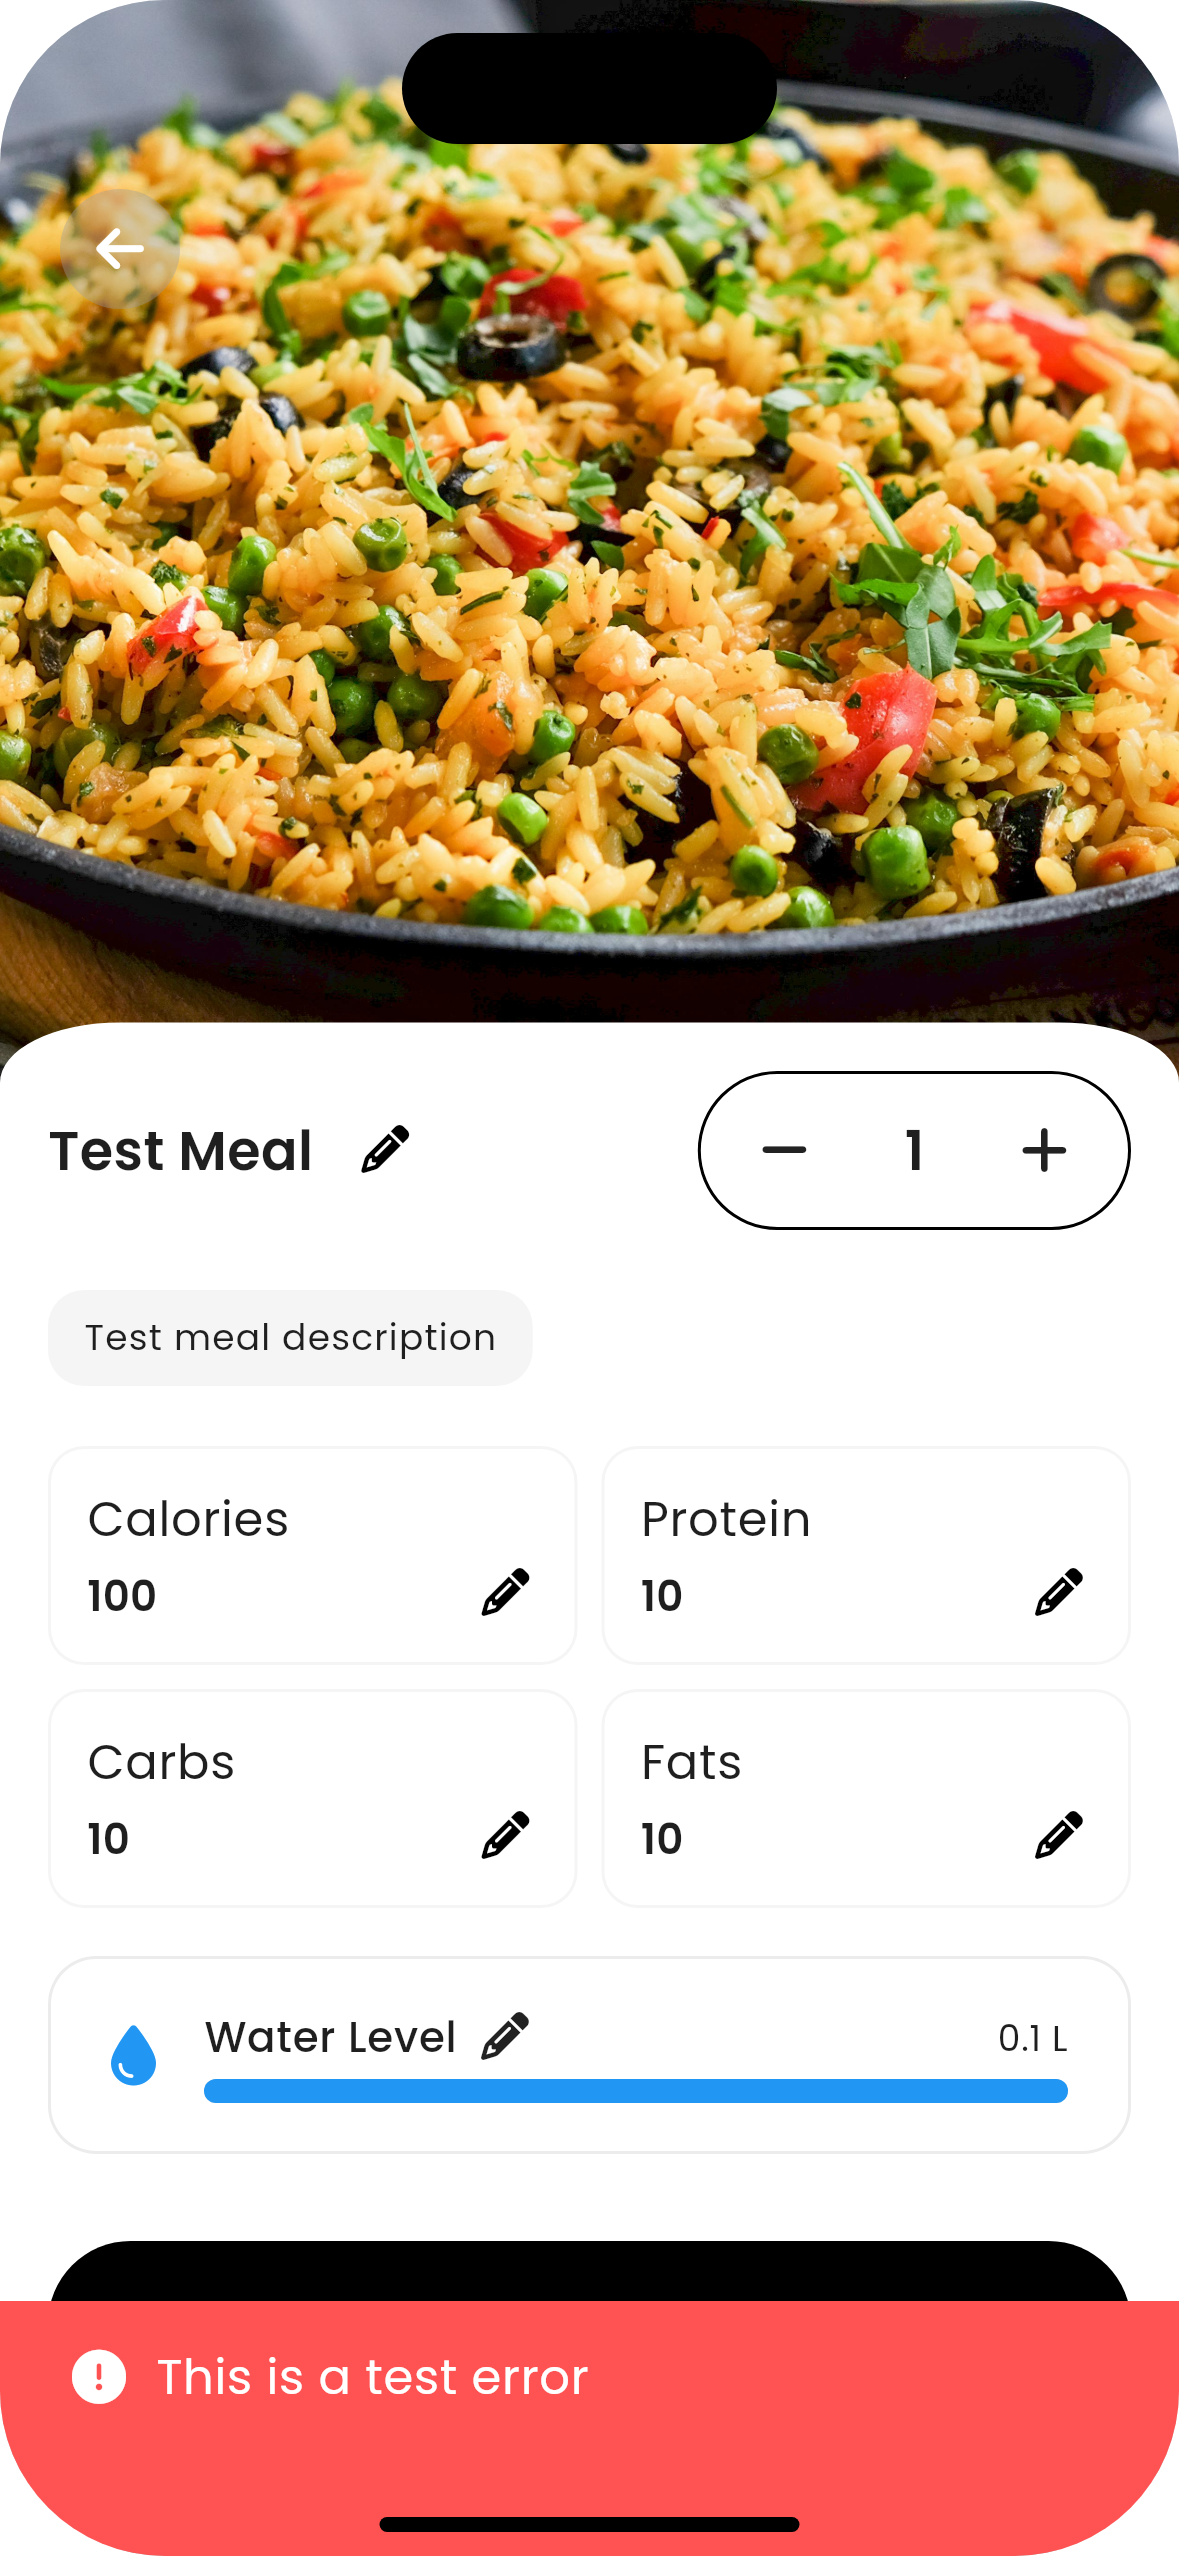 Test Meal
1
Test meal description
Calories
100
Protein
10
Carbs
10
Fats
10
Water Level
0.1 L
This is a test error